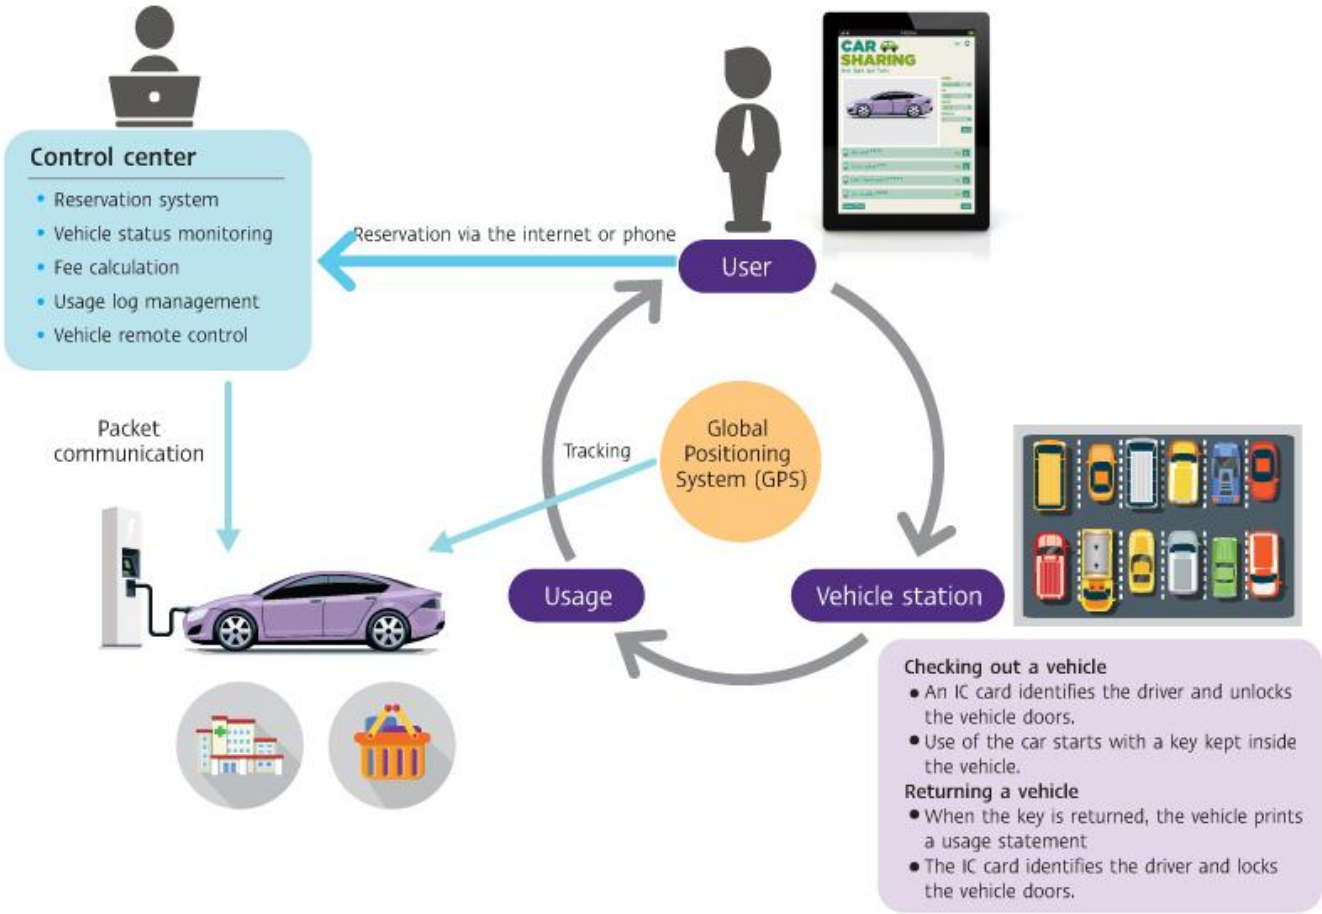 CAR
SHARING
Control center
• Reservation system
• Vehicle status monitoring
• Fee calculation
• Usage log management
• Vehicle remote control
Reservation via the internet or phone
User
Packet
communication
Tracking
Global
Positioning
System (GPS)
Usage
Vehicle station
Checking out a vehicle
• An IC card identifies the driver and unlocks
the vehicle doors.
• Use of the car starts with a key kept inside
the vehicle.
Returning a vehicle
• When the key is returned, the vehicle prints
a usage statement
• The IC card identifies the driver and locks
the vehicle doors.